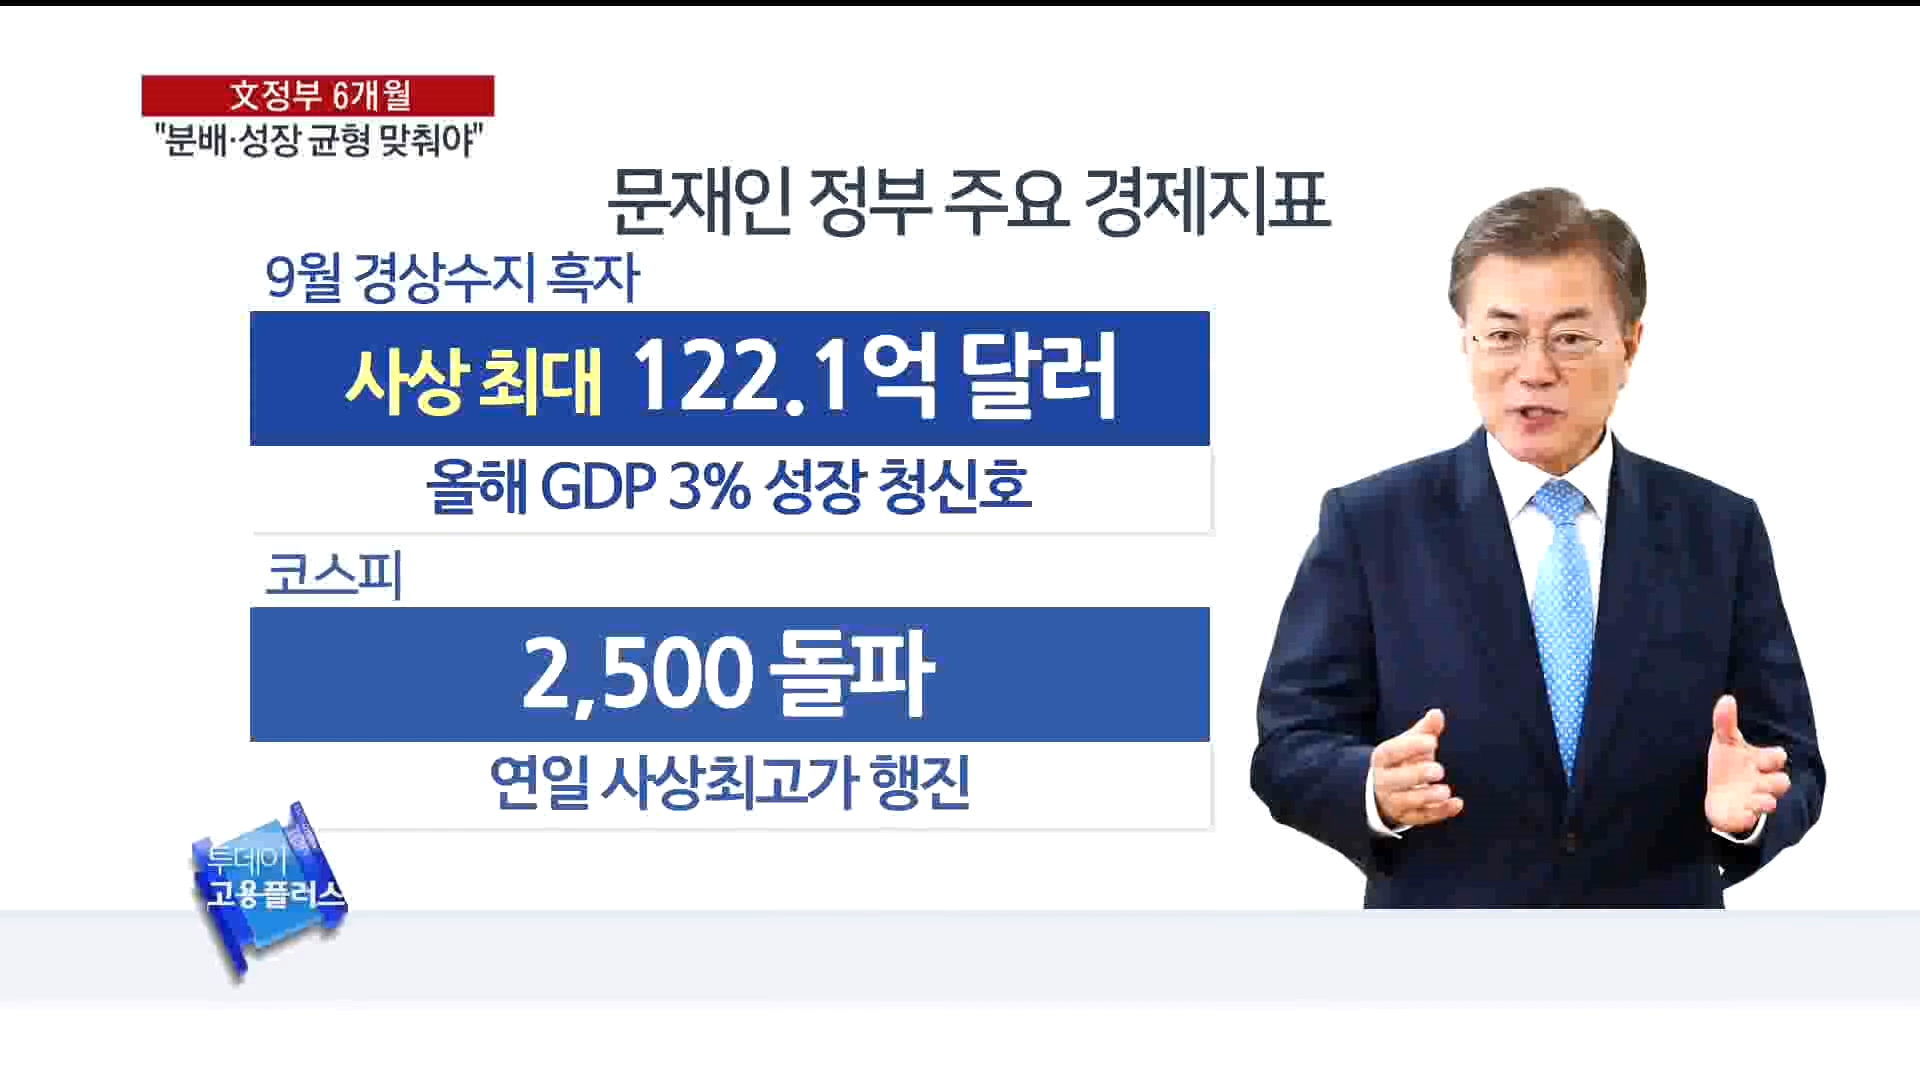 文정부 6개월
"분배·성장 균형 맞춰야"
문재인 정부 주요 경제지표
9월 경상수지 흑자
사상 최대 122.1억 달러
올해 GDP 3% 성장 청신호
코스피
2,500 돌파
연일 사상최고가 행진
투데이
고용플러스